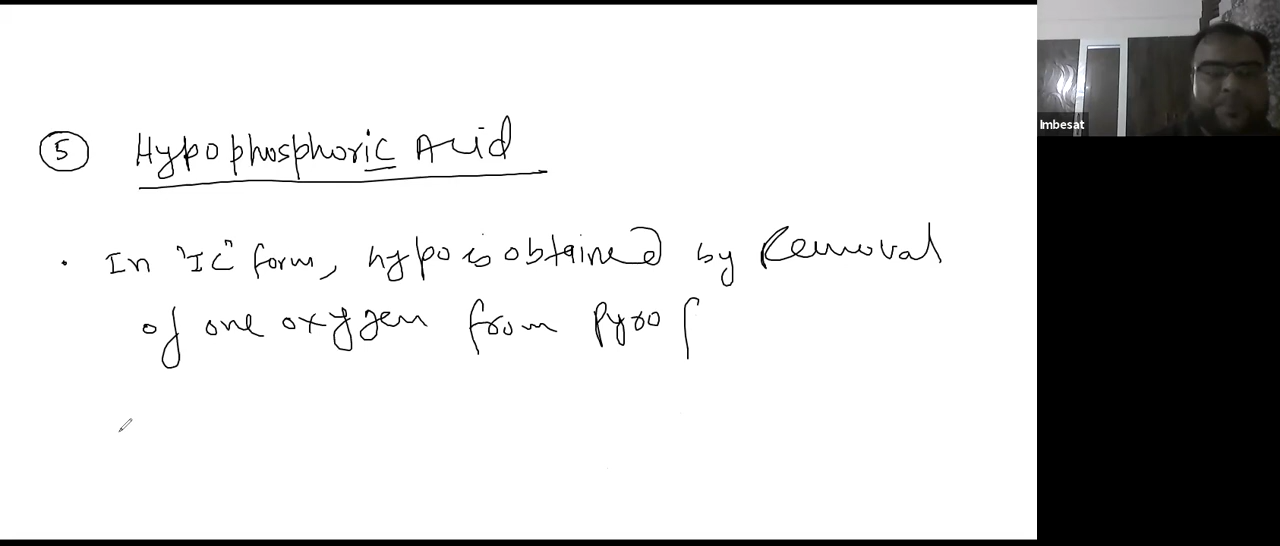 5 Hypophosphoric Acid
. In "IC" form, hypo is obtained by Removal
of one oxygen from Pyro f
Imbesat